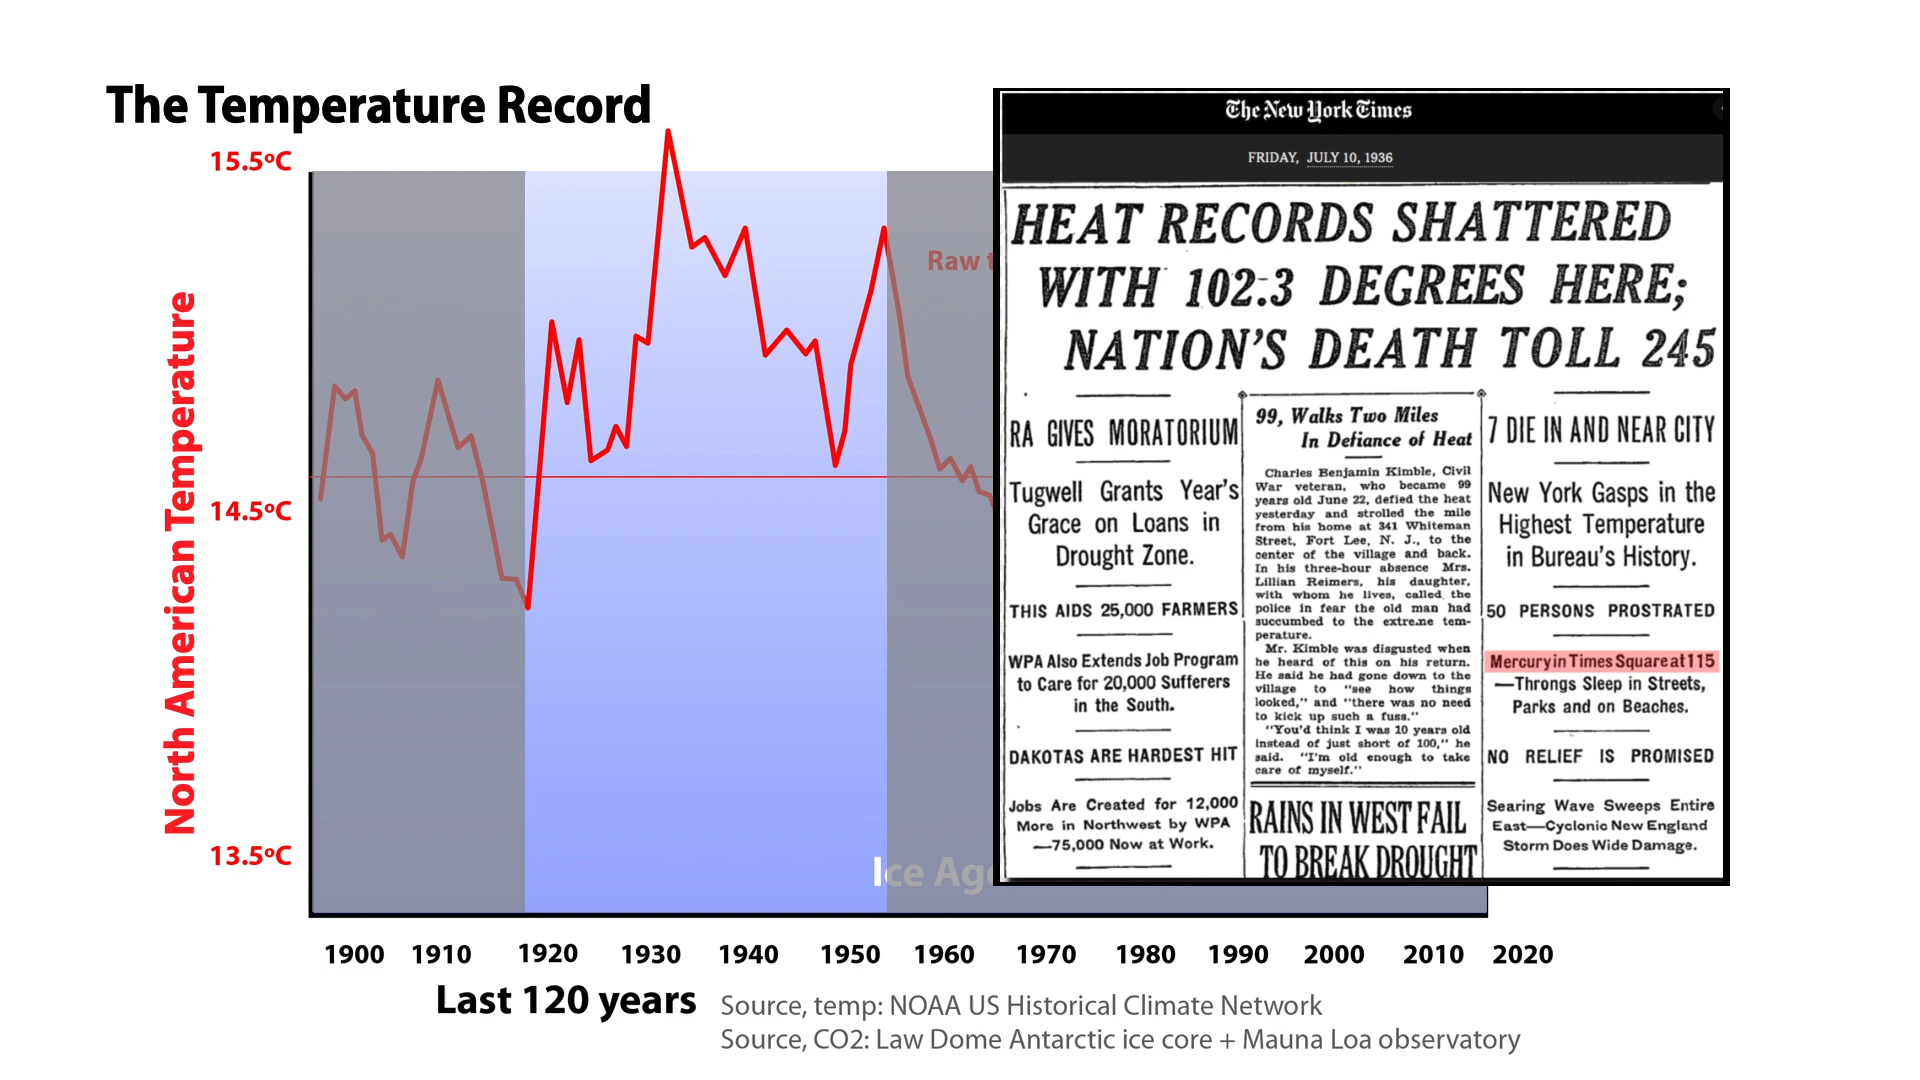 The Temperature Record
15.5ºC
14.5ºC
13.5ºC
North American Temperature
Raw
Ice Age
1900 1910 1920 1930 1940 1950 1960 1970 1980 1990 2000 2010 2020
Last 120 years
Source, temp: NOAA US Historical Climate Network
Source, CO2: Law Dome Antarctic ice core + Mauna Loa observatory
The New York Times
FRIDAY, JULY 10, 1936
HEAT RECORDS SHATTERED
WITH 102.3 DEGREES HERE;
NATION'S DEATH TOLL 245
RA GIVES MORATORIUM
Tugwell Grants Year's
Grace on Loans in
Drought Zone.
THIS AIDS 25,000 FARMERS
WPA Also Extends Job Program
to Care for 20,000 Sufferers
in the South.
DAKOTAS ARE HARDEST HIT
Jobs Are Created for 12,000
More in Northwest by WPA
—75,000 Now at Work.
99, Walks Two Miles
In Defiance of Heat
Charles Benjamin Kimble, Civil
War veteran, who became 99
years old June 22, defied the heat
yesterday and strolled the mile
from his home at 341 Whiteman
Street, Fort Lee, N. J., to the
center of the village and back.
In his three-hour absence Mrs.
Lillian Reimers, his daughter,
with whom he lives, called the
police in fear the old man had
succumbed to the extreme tem-
perature.
Mr. Kimble was disgusted when
he heard of this on his return.
He said he had gone down to the
village to "see how things
looked," and "there was no need
to kick up such a fuss."
"You'd think I was 10 years old
instead of just short of 100," he
said. "I'm old enough to take
care of myself."
RAINS IN WEST FAIL
TO BREAK DROUGHT
7 DIE IN AND NEAR CITY
New York Gasps in the
Highest Temperature
in Bureau's History.
50 PERSONS PROSTRATED
Mercury in Times Square at 115
—Throngs Sleep in Streets,
Parks and on Beaches.
NO RELIEF IS PROMISED
Searing Wave Sweeps Entire
East—Cyclonic New England
Storm Does Wide Damage.